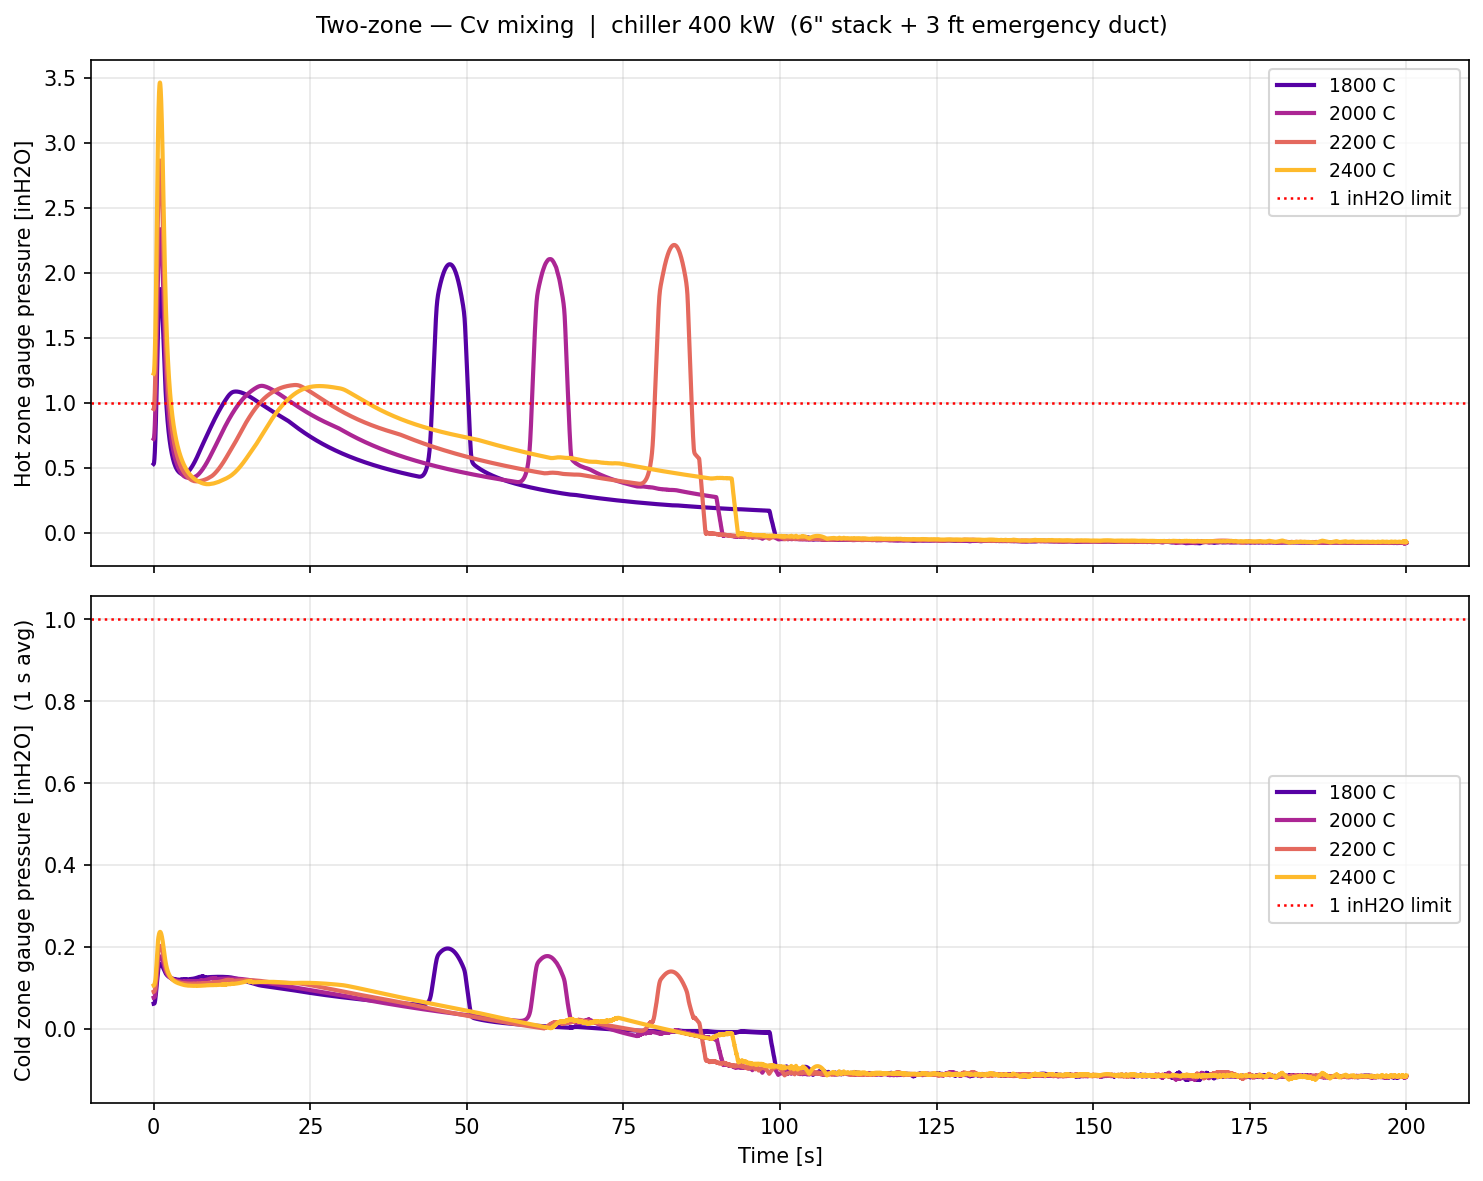 Two-zone — Cv mixing  |  chiller 400 kW  (6" stack + 3 ft emergency duct)
Hot zone gauge pressure [inH2O]
3.5
3.0
2.5
2.0
1.5
1.0
0.5
0.0
1800 C
2000 C
2200 C
2400 C
1 inH2O limit
Cold zone gauge pressure [inH2O]  (1 s avg)
1.0
0.8
0.6
0.4
0.2
0.0
1800 C
2000 C
2200 C
2400 C
1 inH2O limit
0 25 50 75 100 125 150 175 200
Time [s]